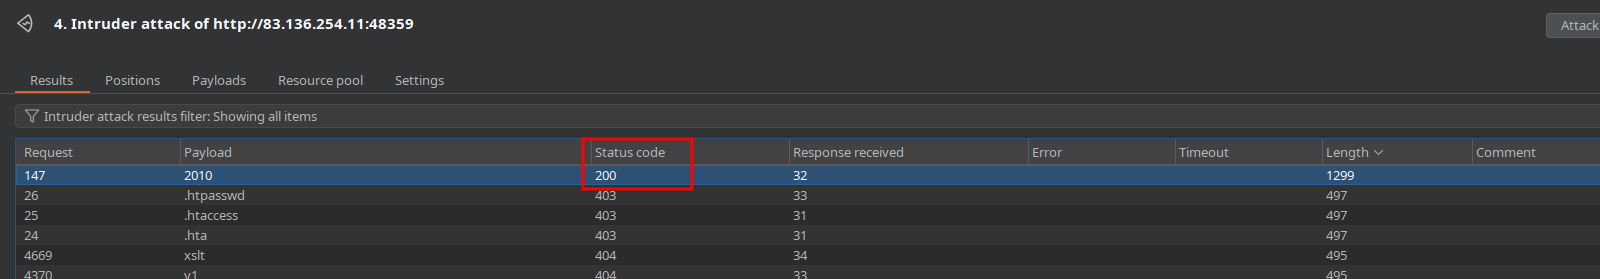 4. Intruder attack of http://83.136.254.11:48359
Attack
Results Positions Payloads Resource pool Settings
Intruder attack results filter: Showing all items
Request Payload Status code Response received Error Timeout Length Comment
147 2010 200 32 1299
26 .htpasswd 403 33 497
25 .htaccess 403 31 497
24 .hta 403 31 497
4669 xslt 404 34 495
4370 v1 404 33 495